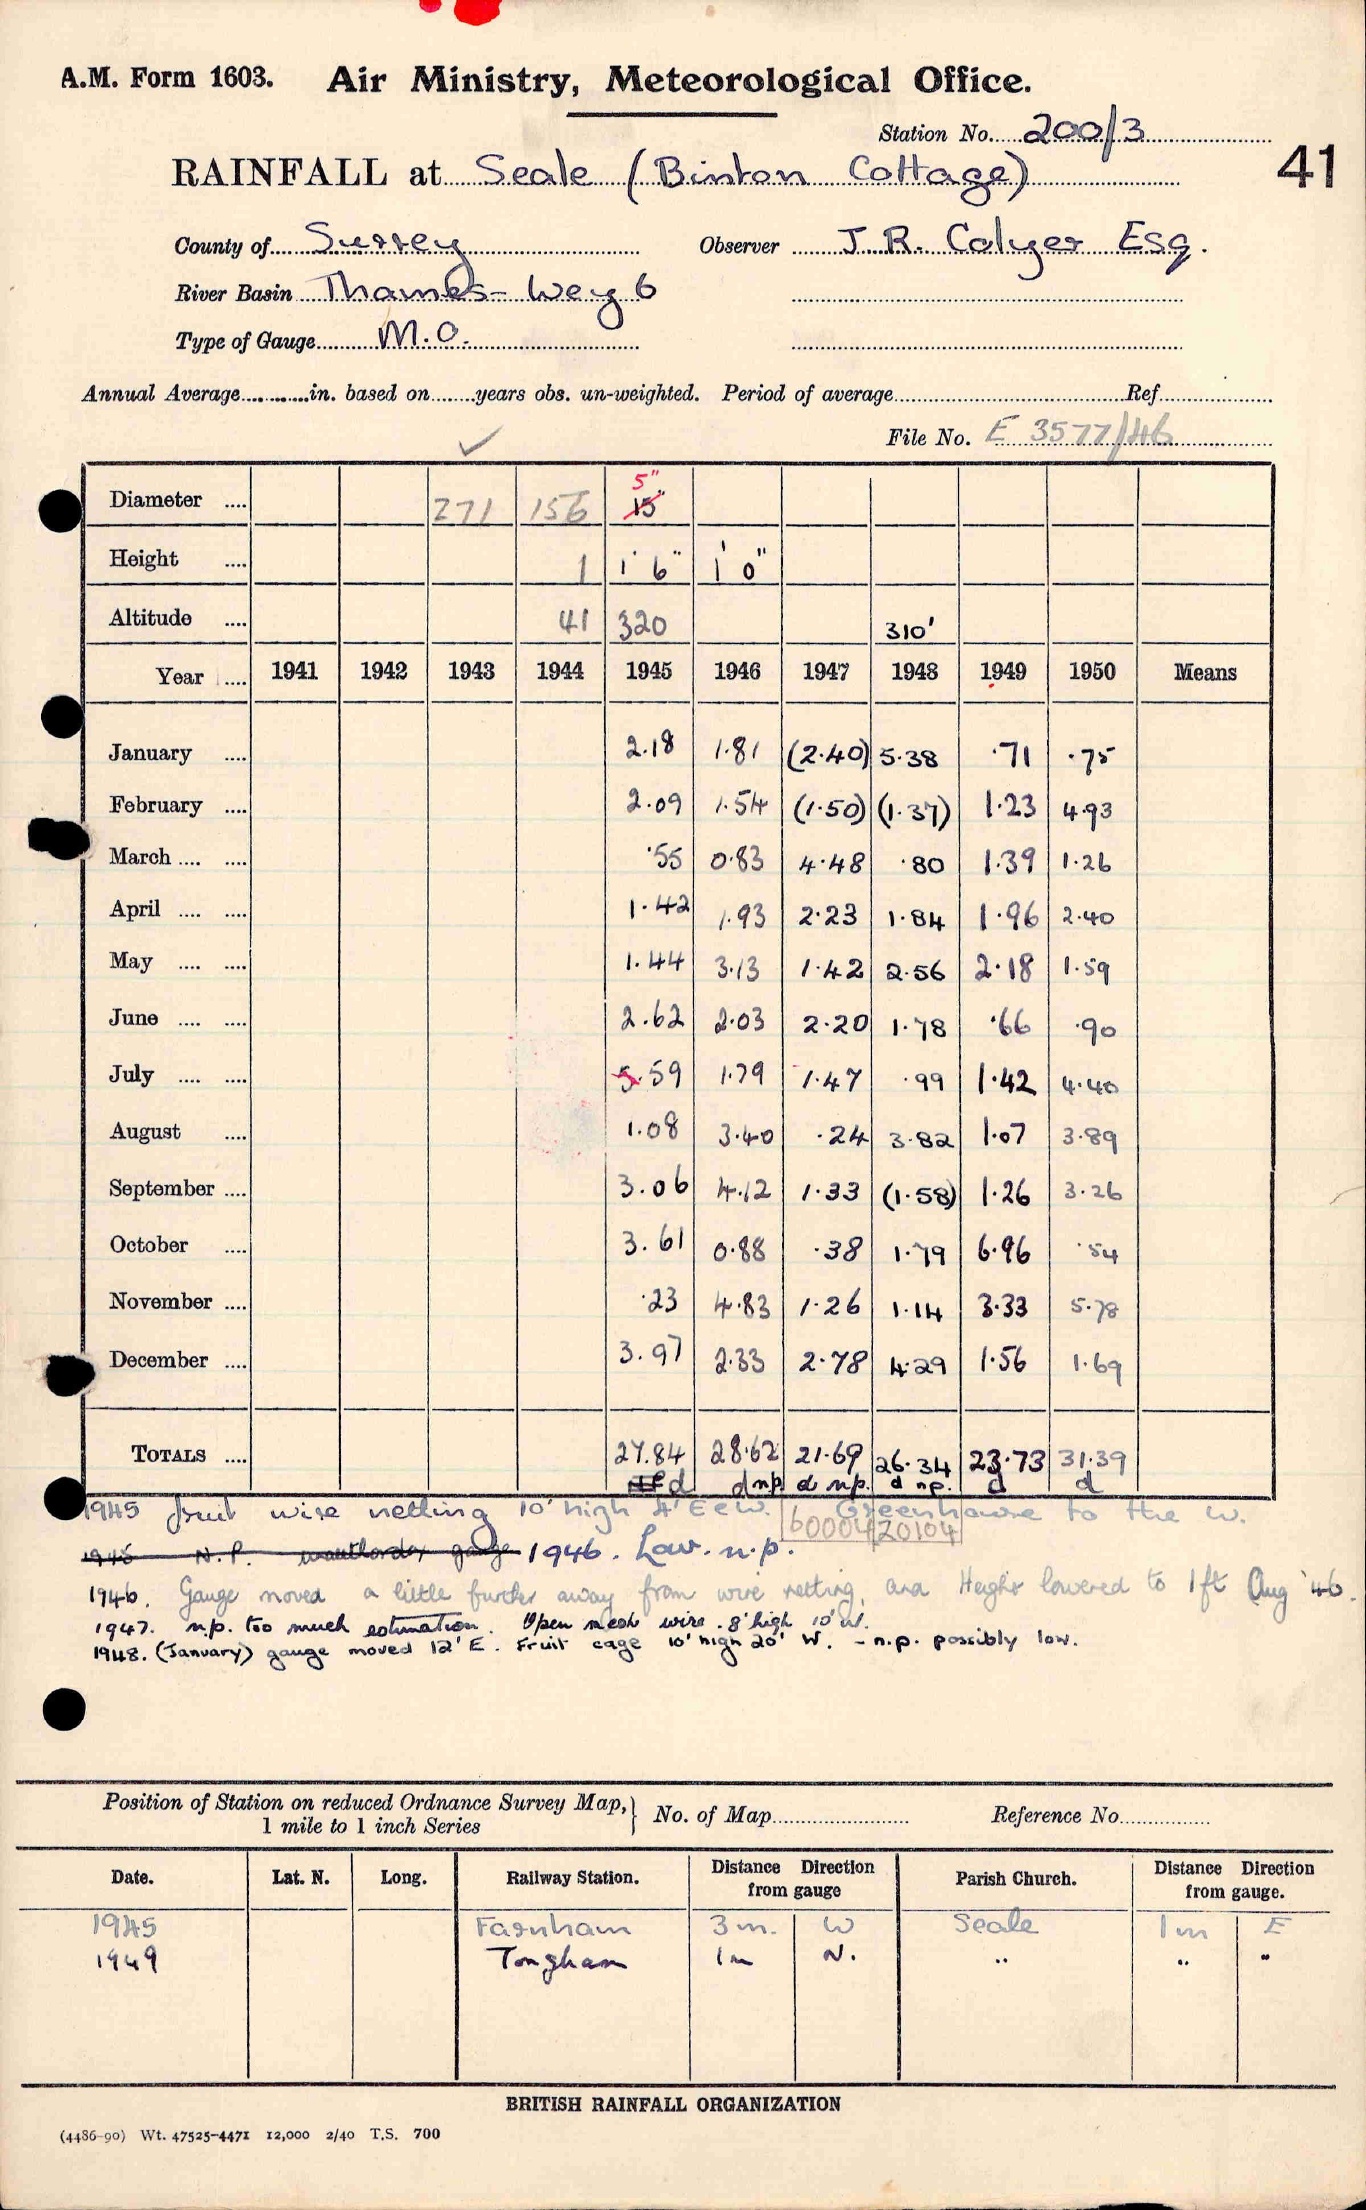 A.M. Form 1603. Air Ministry, Meteorological Office.
Station No. 200/3
41
RAINFALL at Seale (Binton Cottage)
County of Surrey Observer J.R. Colyer Esq.
River Basin Thames - Wey 6
Type of Gauge M.O.
Annual Average in. based on years obs. un-weighted. Period of average Ref.
File No. E 3577/46
5"
Diameter .... 271 156 15"
Height .... 1 1' 6" 1' 0"
Altitude .... 41 320 310'
Year .... 1941 1942 1943 1944 1945 1946 1947 1948 1949 1950 Means
January .... 2.18 1.81 (2.40) 5.38 .71 .75
February .... 2.09 1.54 (1.50) (1.37) 1.23 4.93
March .... .... .55 0.83 4.48 .80 1.39 1.26
April .... .... 1.42 1.93 2.23 1.84 1.96 2.40
May .... .... 1.44 3.13 1.42 2.56 2.18 1.59
June .... .... 2.62 2.03 2.20 1.78 .66 .90
July .... .... 5.59 1.79 1.47 .99 1.42 4.40
August .... 1.08 3.40 .24 3.82 1.07 3.89
September .... 3.06 4.12 1.33 (1.58) 1.26 3.26
October .... 3.61 0.88 .38 1.79 6.96 .54
November .... .23 4.83 1.26 1.14 3.33 5.78
December .... 3.97 2.33 2.78 4.29 1.56 1.69
TOTALS .... 27.84 28.62 21.69 26.34 23.73 31.39
d d np d np. d np. d d
1945 fruit wire netting 10' high 4' E & W. Greenhouse to the W.
60004 20104
1945 N.P. gauge 1946. Low. n.p.
1946. Gauge moved a little further away from wire netting, and Height lowered to 1ft Aug '46.
1947. n.p. too much estimation. Open mesh wire 8' high 10' W.
1948. (January) gauge moved 12' E. Fruit cage 10' high 20' W. - n.p. possibly low.
Position of Station on reduced Ordnance Survey Map, 1 mile to 1 inch Series } No. of Map Reference No.
Date. Lat. N. Long. Railway Station. Distance Direction from gauge Parish Church. Distance Direction from gauge.
1945 Farnham 3 m. W Seale 1 m E
1949 Tongham 1 m N. " " "
BRITISH RAINFALL ORGANIZATION
(4486-90) Wt. 47525-4471 12,000 2/40 T.S. 700